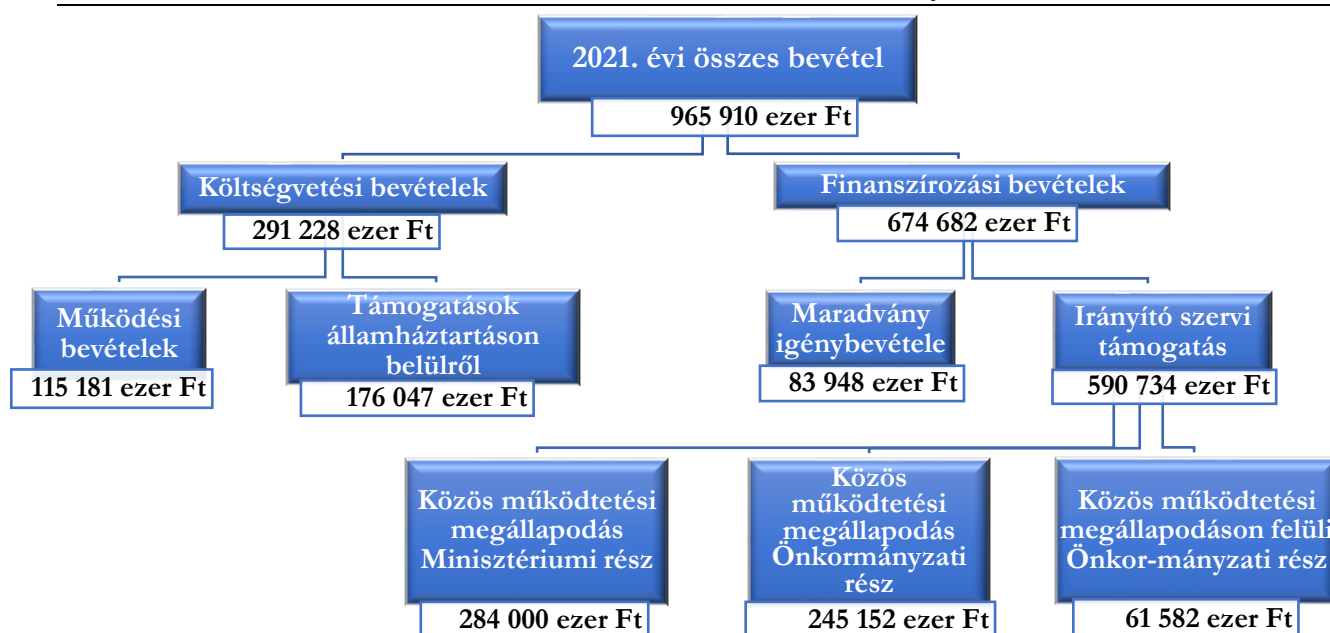 2021. évi összes bevétel
965 910 ezer Ft
Költségvetési bevételek
291 228 ezer Ft
Finanszírozási bevételek
674 682 ezer Ft
Működési
bevételek
115 181 ezer Ft
Támogatások
államháztartáson
belülről
176 047 ezer Ft
Maradvány
igénybevétele
83 948 ezer Ft
Irányító szervi
támogatás
590 734 ezer Ft
Közös működtetési
megállapodás
Minisztériumi rész
284 000 ezer Ft
Közös
működtetési
megállapodás
Önkormányzati
rész
245 152 ezer Ft
Közös működtetési
megállapodáson felüli
Önkor-mányzati rész
61 582 ezer Ft